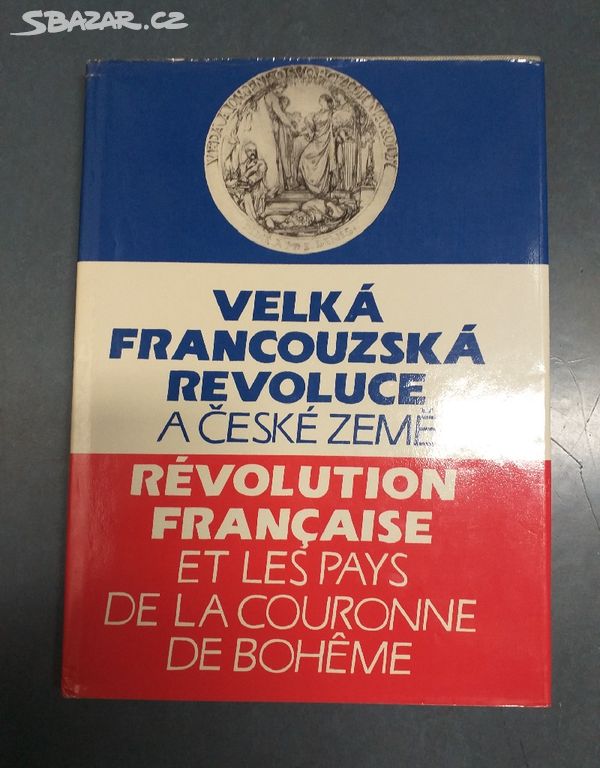 SBAZAR.CZ
VELKÁ
FRANCOUZSKÁ
REVOLUCE
A ČESKÉ ZEMĚ
RÉVOLUTION
FRANÇAISE
ET LES PAYS
DE LA COURONNE
DE BOHÊME